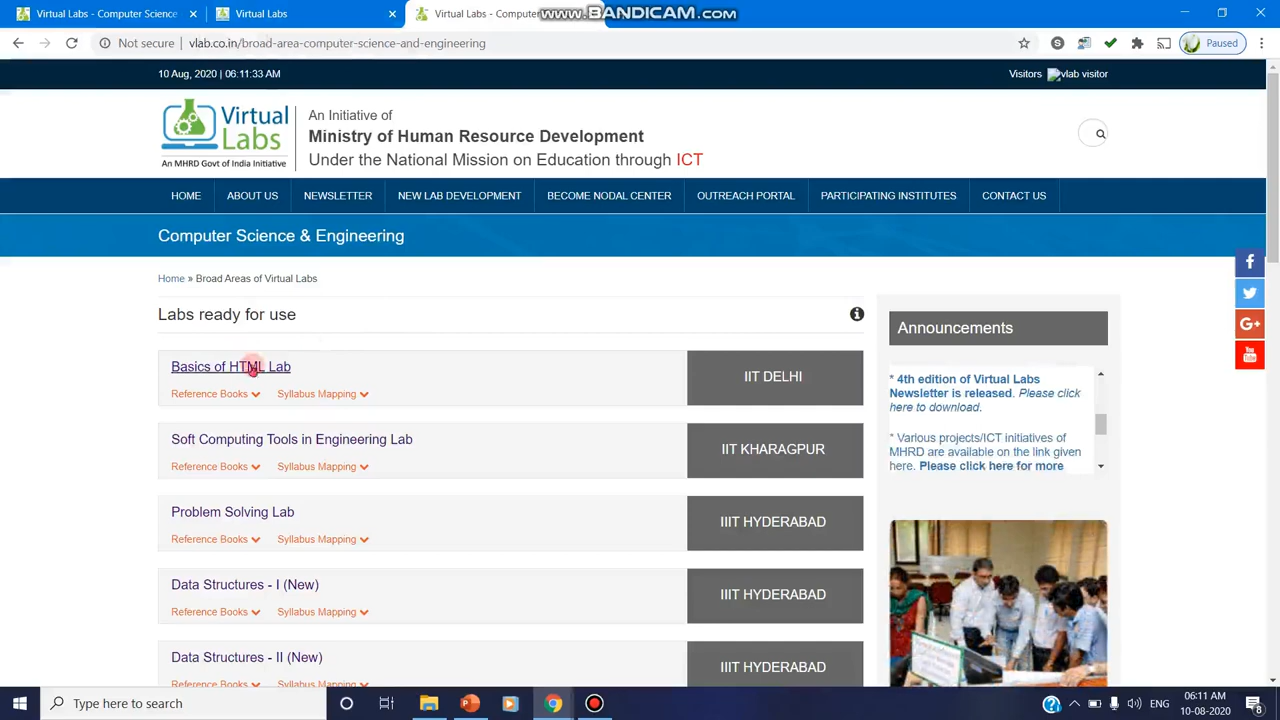 Virtual Labs - Computer Science
Virtual Labs
Virtual Labs - Compu
www.BANDICAM.com
Not secure
vlab.co.in/broad-area-computer-science-and-engineering
S
Paused
10 Aug, 2020 | 06:11:33 AM
Visitors
vlab visitor
Virtual Labs
An MHRD Govt of India Initiative
An Initiative of
Ministry of Human Resource Development
Under the National Mission on Education through ICT
HOME
ABOUT US
NEWSLETTER
NEW LAB DEVELOPMENT
BECOME NODAL CENTER
OUTREACH PORTAL
PARTICIPATING INSTITUTES
CONTACT US
Computer Science & Engineering
Home » Broad Areas of Virtual Labs
Labs ready for use
Basics of HTML Lab
Reference Books
Syllabus Mapping
IIT DELHI
Soft Computing Tools in Engineering Lab
Reference Books
Syllabus Mapping
IIT KHARAGPUR
Problem Solving Lab
Reference Books
Syllabus Mapping
IIIT HYDERABAD
Data Structures - I (New)
Reference Books
Syllabus Mapping
IIIT HYDERABAD
Data Structures - II (New)
Reference Books
Syllabus Mapping
IIIT HYDERABAD
Announcements
* 4th edition of Virtual Labs
Newsletter is released. Please click
here to download.
* Various projects/ICT initiatives of
MHRD are available on the link given
here. Please click here for more
Type here to search
ENG
06:11 AM
10-08-2020
8